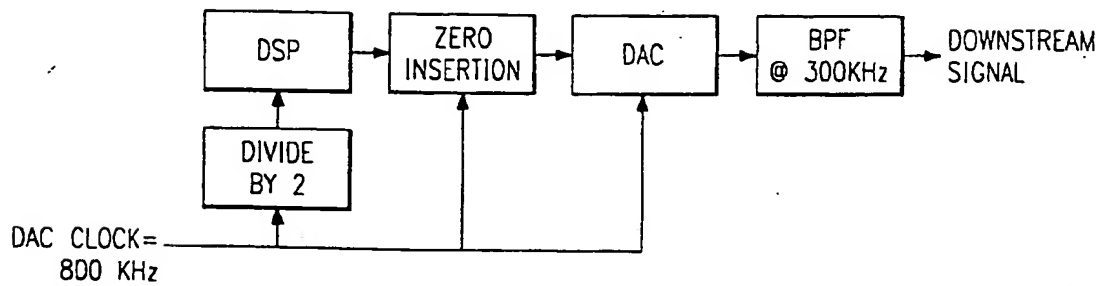 DSP
ZERO
INSERTION
DAC
BPF
@ 300KHz
DOWNSTREAM
SIGNAL
DIVIDE
BY 2
DAC CLOCK=
800 KHz